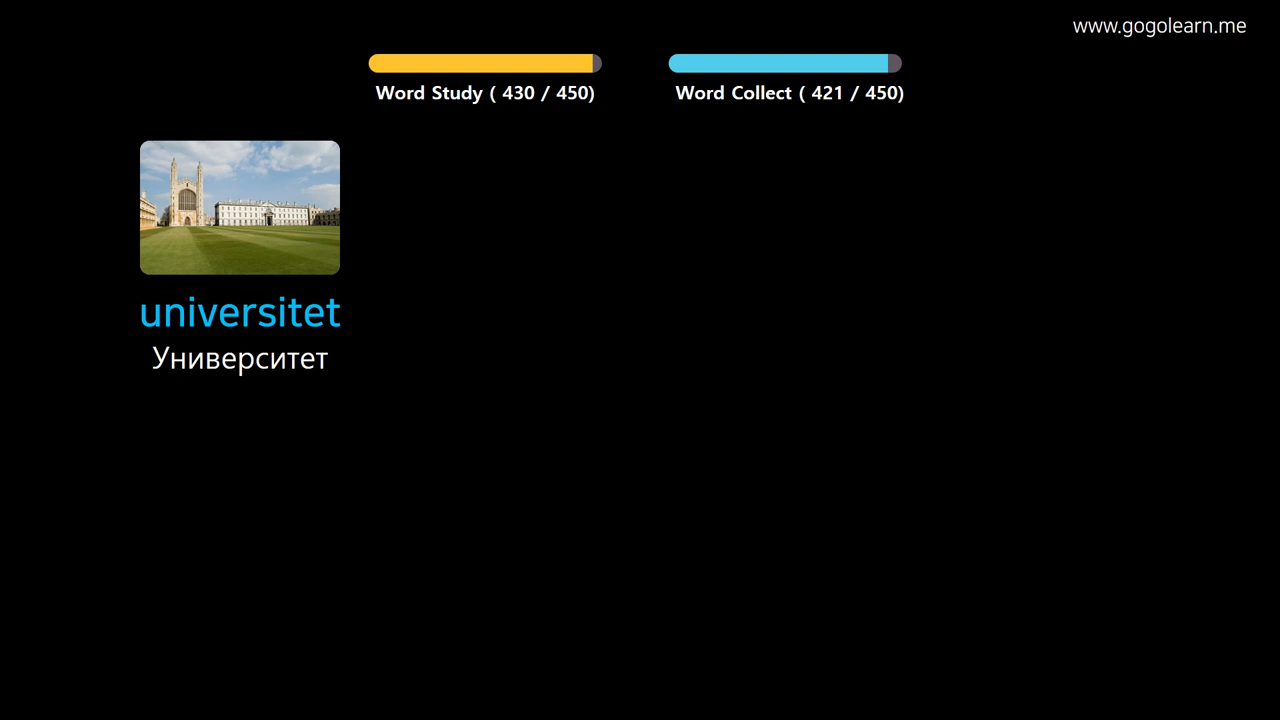 www.gogolearn.me
Word Study ( 430 / 450)
Word Collect ( 421 / 450)
universitet
Университет